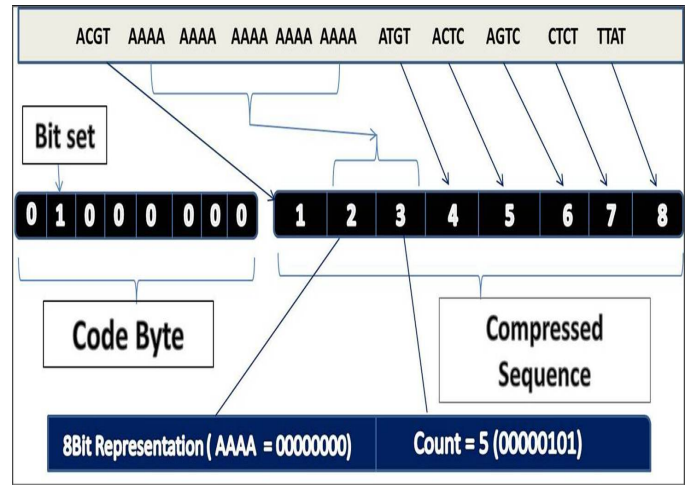 ACGT AAAA AAAA AAAA AAAA AAAA ATGT ACTC AGTC CTCT TTAT
Bit set
0 1 0 0 0 0 0 0
1 2 3 4 5 6 7 8
Code Byte
Compressed
Sequence
8Bit Representation ( AAAA = 00000000)
Count = 5 (00000101)